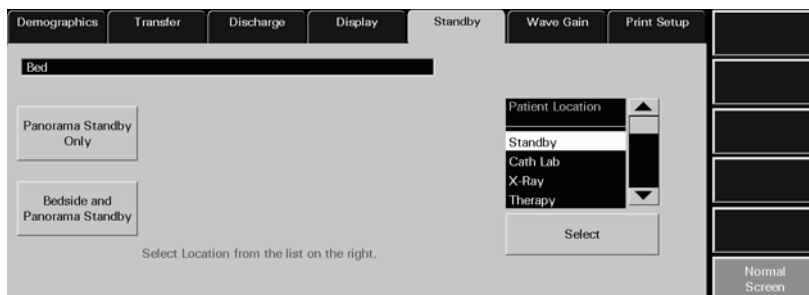 Demographics Transfer Discharge Display Standby Wave Gain Print Setup
Bed
Patient Location
Panorama Standby
Only
Standby
Cath Lab
X-Ray
Therapy
Bedside and
Panorama Standby
Select
Select Location from the list on the right.
Normal
Screen